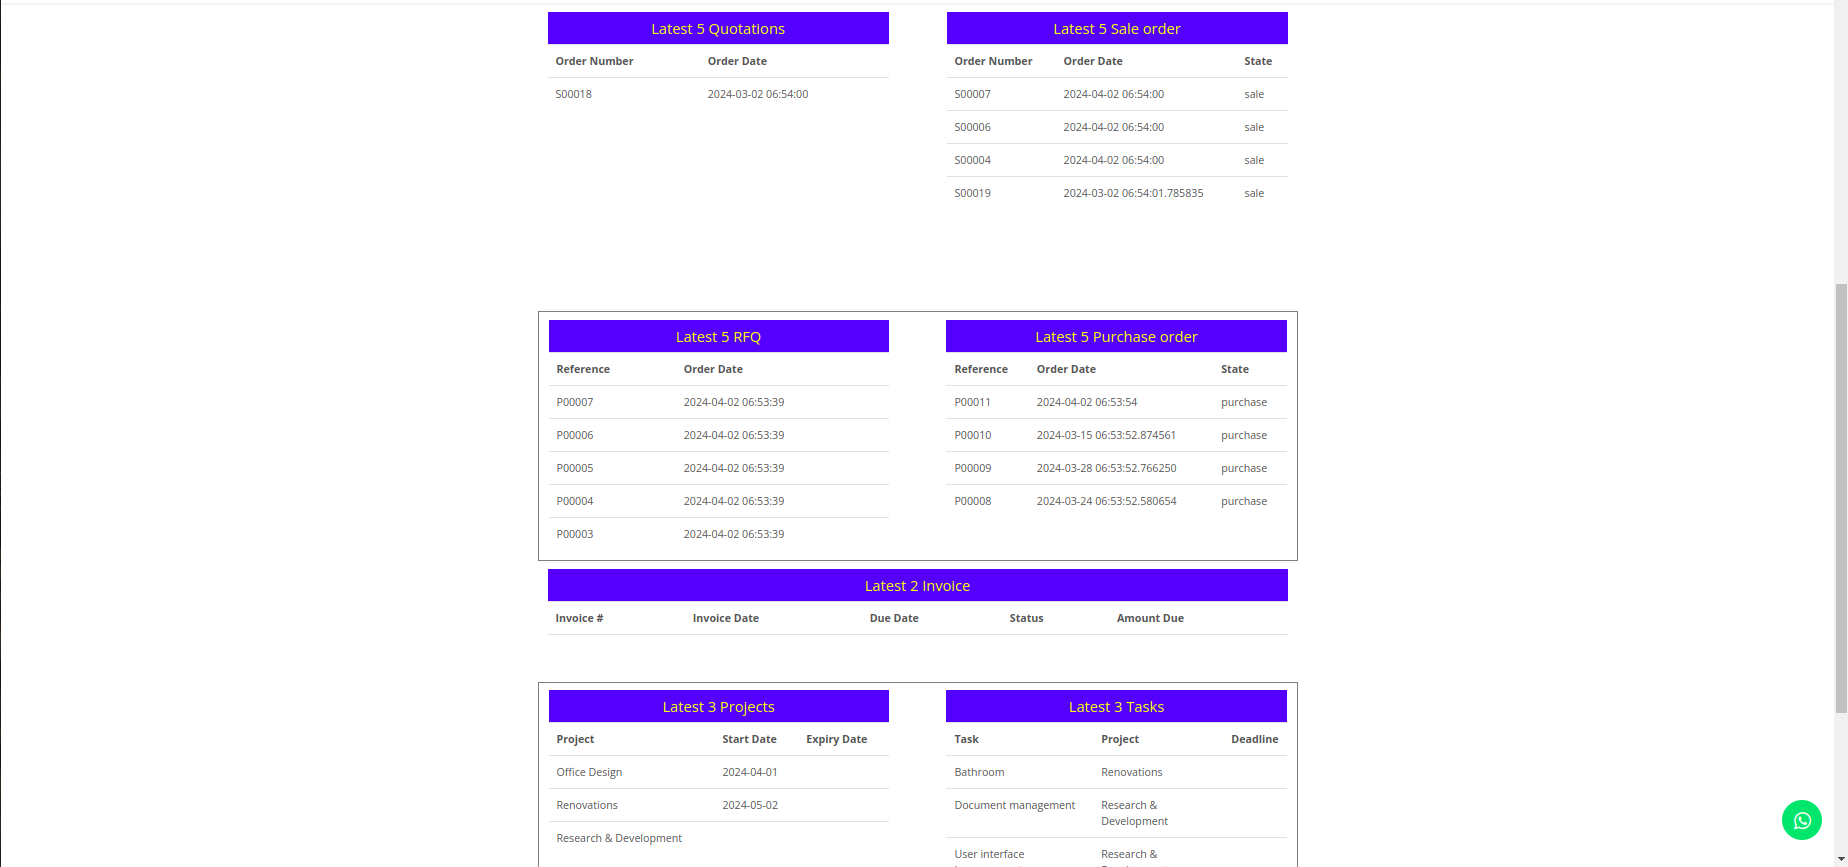 Latest 5 Quotations
Order Number Order Date
S00018 2024-03-02 06:54:00
Latest 5 Sale order
Order Number Order Date State
S00007 2024-04-02 06:54:00 sale
S00006 2024-04-02 06:54:00 sale
S00004 2024-04-02 06:54:00 sale
S00019 2024-03-02 06:54:01.785835 sale
Latest 5 RFQ
Reference Order Date
P00007 2024-04-02 06:53:39
P00006 2024-04-02 06:53:39
P00005 2024-04-02 06:53:39
P00004 2024-04-02 06:53:39
P00003 2024-04-02 06:53:39
Latest 5 Purchase order
Reference Order Date State
P00011 2024-04-02 06:53:54 purchase
P00010 2024-03-15 06:53:52.874561 purchase
P00009 2024-03-28 06:53:52.766250 purchase
P00008 2024-03-24 06:53:52.580654 purchase
Latest 2 Invoice
Invoice # Invoice Date Due Date Status Amount Due
Latest 3 Projects
Project Start Date Expiry Date
Office Design 2024-04-01
Renovations 2024-05-02
Research & Development
Latest 3 Tasks
Task Project Deadline
Bathroom Renovations
Document management Research &
Development
User interface Research &